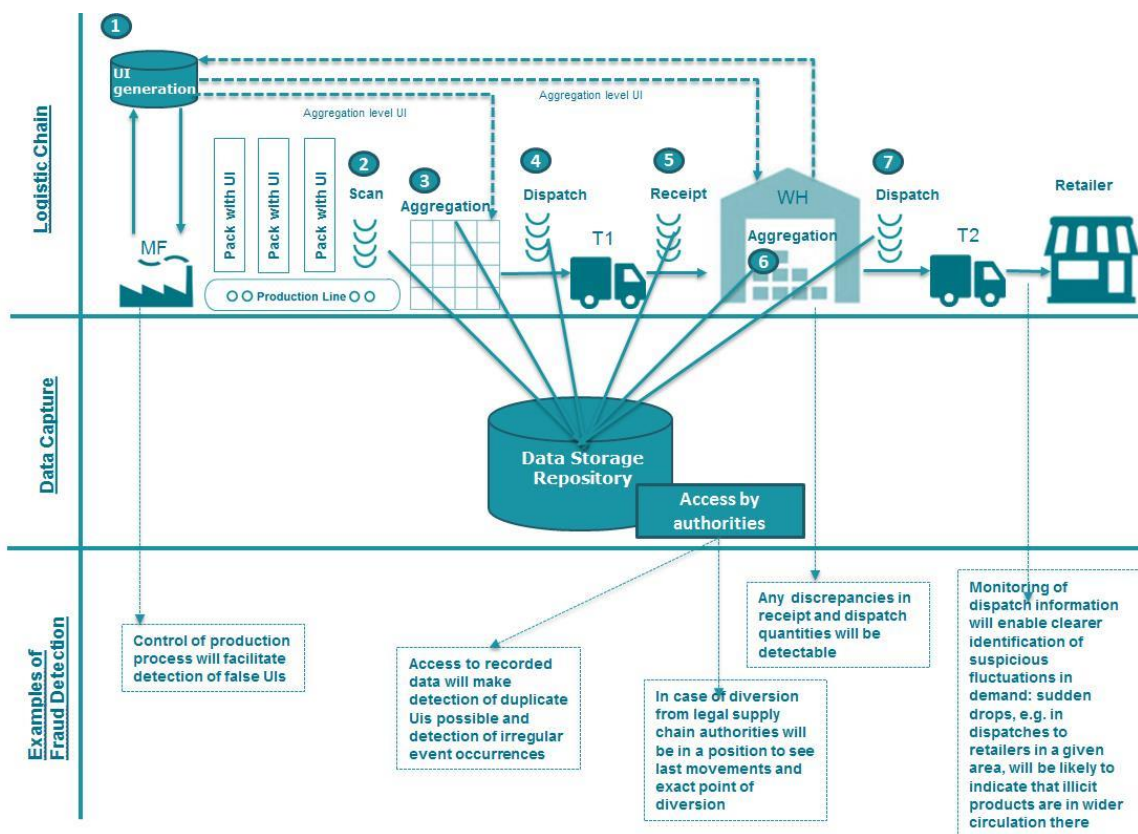 1
UI
generation
Aggregation level UI
Aggregation level UI
Logistic Chain
MF
Pack with UI
Pack with UI
Pack with UI
Production Line
2
Scan
3
Aggregation
4
Dispatch
T1
5
Receipt
WH
Aggregation
6
7
Dispatch
T2
Retailer
Data Capture
Data Storage
Repository
Access by
authorities
Examples of
Fraud Detection
Control of production
process will facilitate
detection of false UIs
Access to recorded
data will make
detection of duplicate
Uis possible and
detection of irregular
event occurrences
In case of diversion
from legal supply
chain authorities will
be in a position to see
last movements and
exact point of
diversion
Any discrepancies in
receipt and dispatch
quantities will be
detectable
Monitoring of
dispatch information
will enable clearer
identification of
suspicious
fluctuations in
demand: sudden
drops, e.g. in
dispatches to
retailers in a given
area, will be likely to
indicate that illicit
products are in wider
circulation there